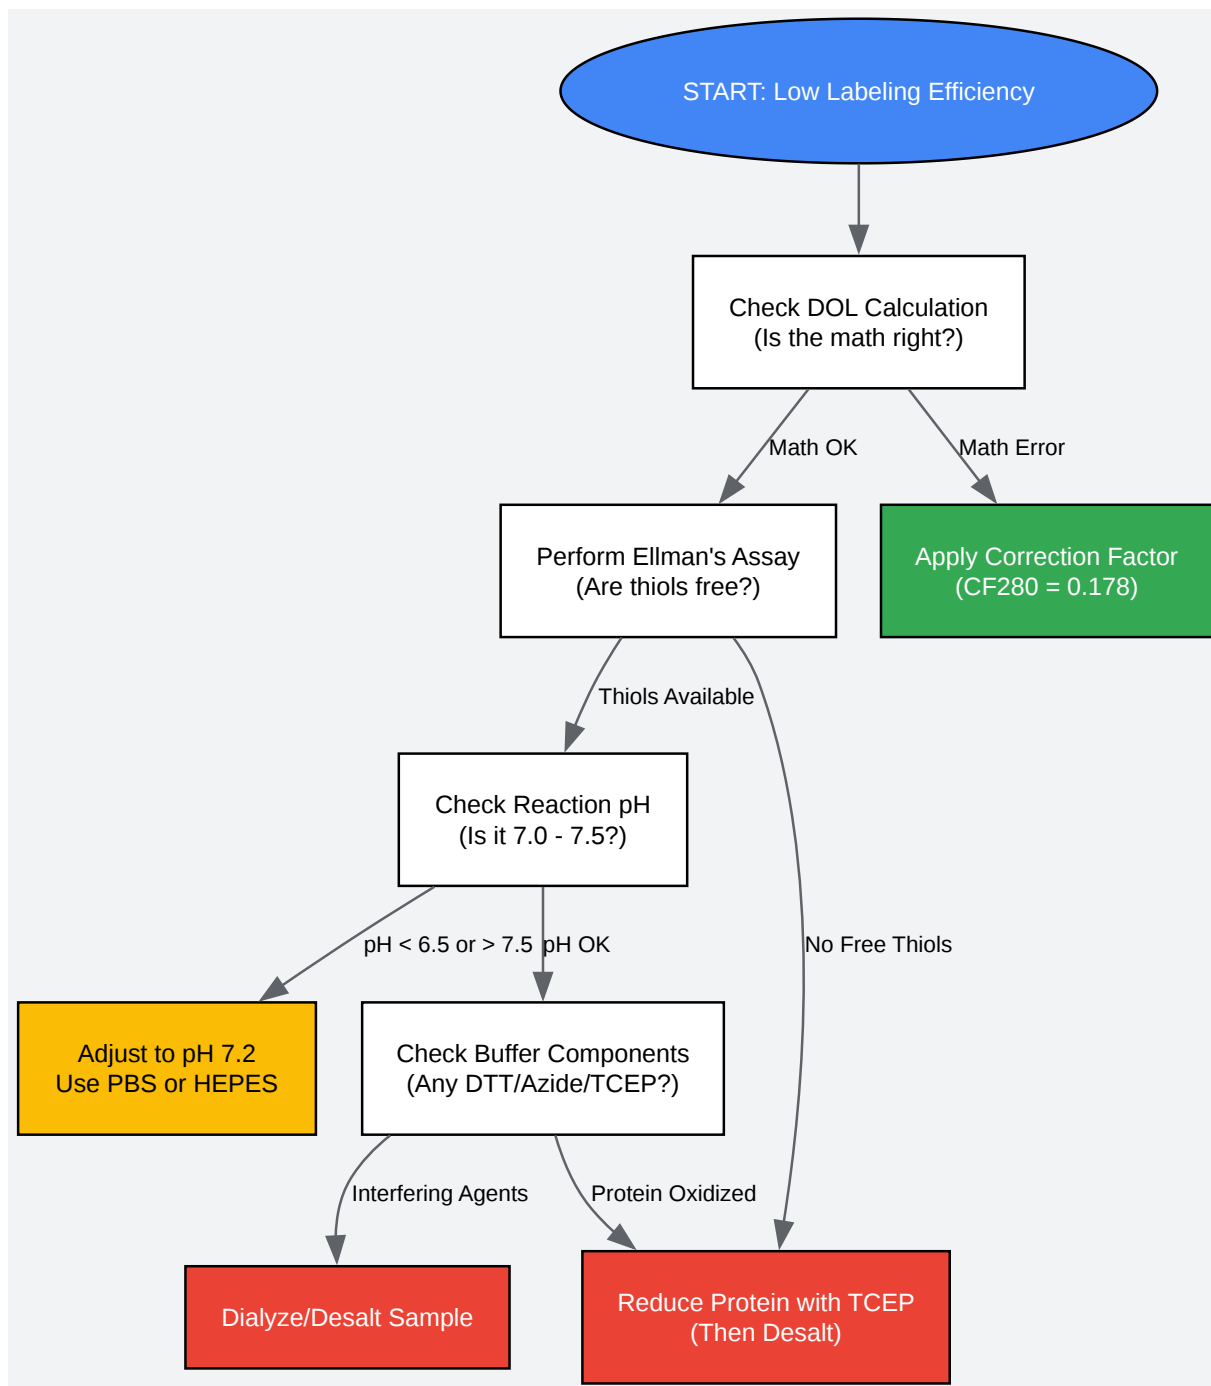 START: Low Labeling Efficiency
Check DOL Calculation
(Is the math right?)
Math OK
Math Error
Perform Ellman's Assay
(Are thiols free?)
Apply Correction Factor
(CF280 = 0.178)
Thiols Available
Check Reaction pH
(Is it 7.0 - 7.5?)
pH < 6.5 or > 7.5
pH OK
No Free Thiols
Adjust to pH 7.2
Use PBS or HEPES
Check Buffer Components
(Any DTT/Azide/TCEP?)
Interfering Agents
Protein Oxidized
Dialyze/Desalt Sample
Reduce Protein with TCEP
(Then Desalt)